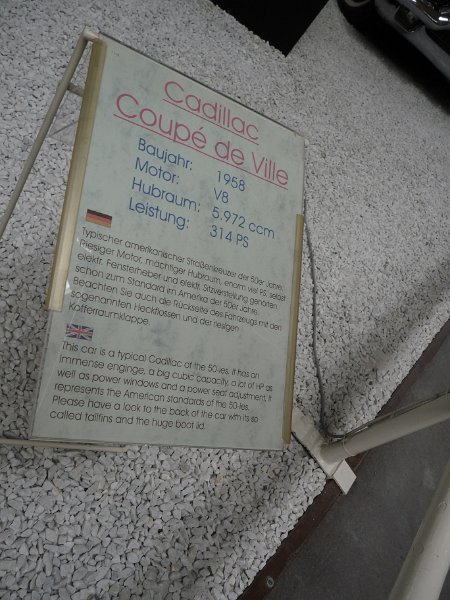 Cadillac
Coupé de Ville
Baujahr: 1958
Motor: V8
Hubraum: 5.972 ccm
Leistung: 314 PS
Typischer amerikanischer Straßenkreuzer der 50er Jahre.
Riesiger Motor, mächtiger Hubraum, enorm viel PS, selbst
elektr. Fensterheber und elektr. Sitzverstellung gehörten
schon zum Standard im Amerika der 50er Jahre.
Beachten Sie auch die Rückseite des Fahrzeugs mit den
sogenannten Heckflossen und der riesigen
Kofferraumklappe.
This car is a typical Cadillac of the 50-ies. It has an
immense enginge, a big cubic capacity, a lot of HP as
well as power windows and a power seat adjustment. It
represents the American standards of the 50-ties.
Please have a look to the back of the car with its so
called tailfins and the huge boot lid.